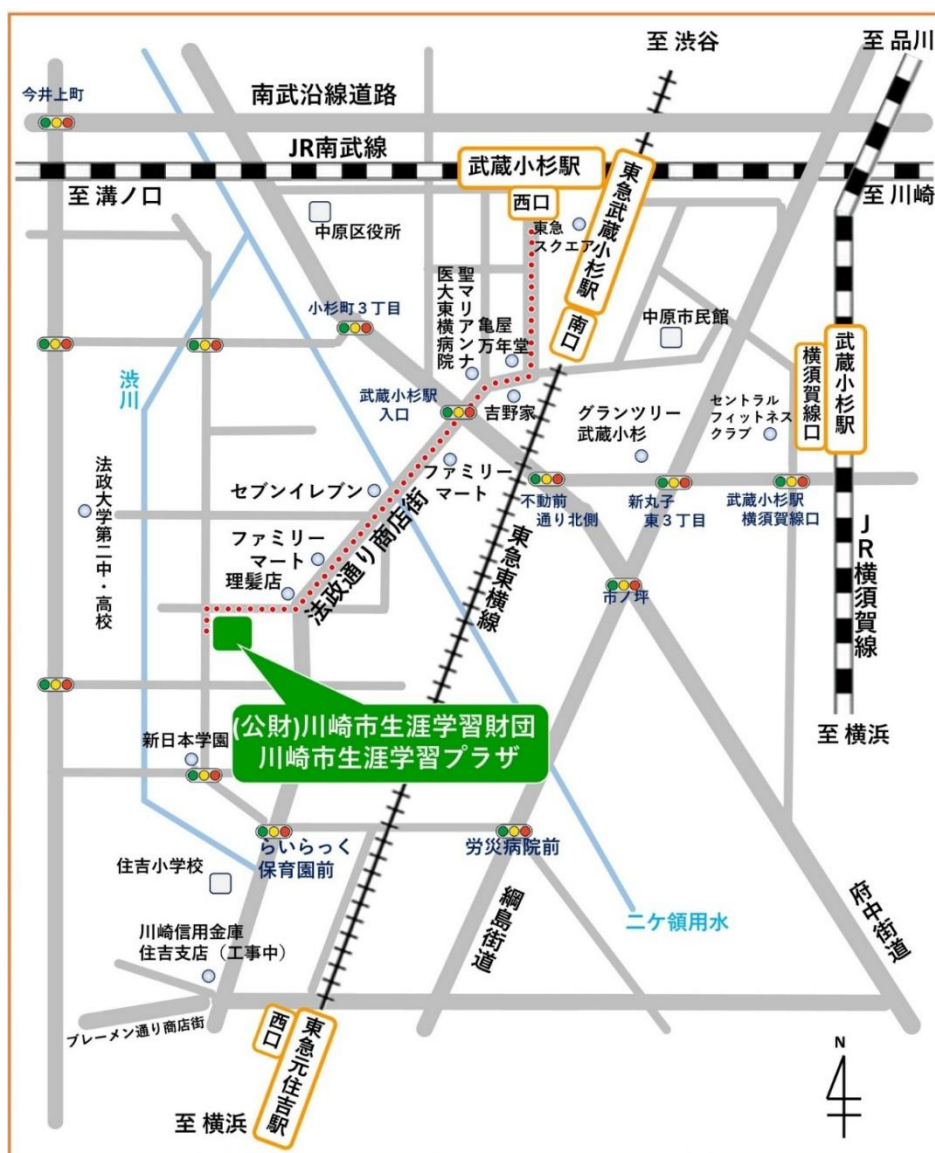 至 渋谷
至 品川
今井上町
南武沿線道路
JR南武線
武蔵小杉駅
至 溝ノ口
西口
東急武蔵小杉駅
至 川崎
中原区役所
東急
スクエア
小杉町３丁目
聖マリアンナ
医大東横病院
亀屋
万年堂
南口
中原市民館
横須賀線口
武蔵小杉駅
渋川
武蔵小杉駅
入口
吉野家
グランツリー
武蔵小杉
セントラル
フィットネス
クラブ
法政大学第二中・高校
セブンイレブン
ファミリー
マート
不動前
通り北側
新丸子
東３丁目
武蔵小杉駅
横須賀線口
ファミリー
マート
理髪店
法政通り商店街
東急東横線
JR横須賀線
市ノ坪
(公財)川崎市生涯学習財団
川崎市生涯学習プラザ
新日本学園
至 横浜
らいらっく
保育園前
労災病院前
住吉小学校
綱島街道
二ケ領用水
府中街道
川崎信用金庫
住吉支店（工事中）
ブレーメン通り商店街
西口
東急元住吉駅
至 横浜
N